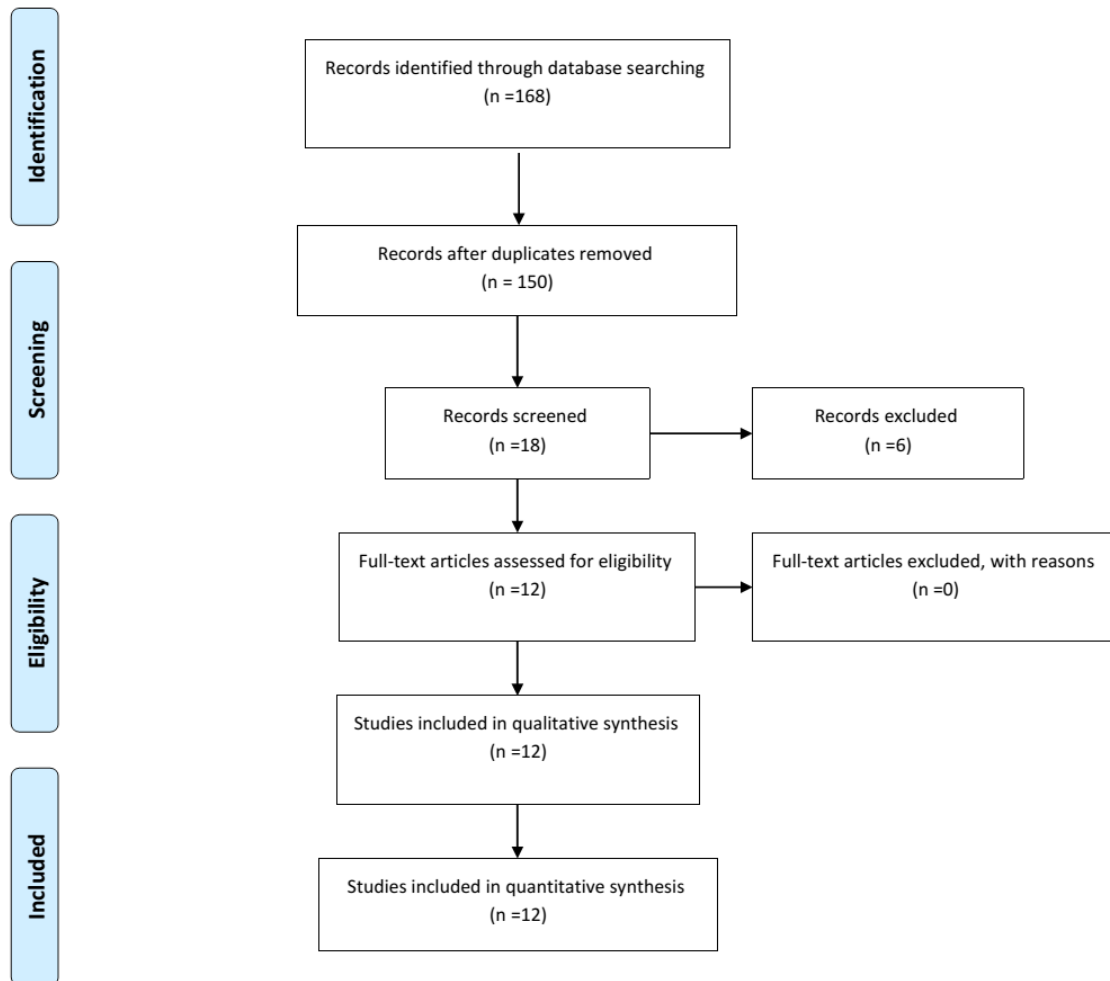 Identification
Records identified through database searching
(n =168)
Records after duplicates removed
(n = 150)
Screening
Records screened
(n =18)
Records excluded
(n =6)
Eligibility
Full-text articles assessed for eligibility
(n =12)
Full-text articles excluded, with reasons
(n =0)
Studies included in qualitative synthesis
(n =12)
Included
Studies included in quantitative synthesis
(n =12)